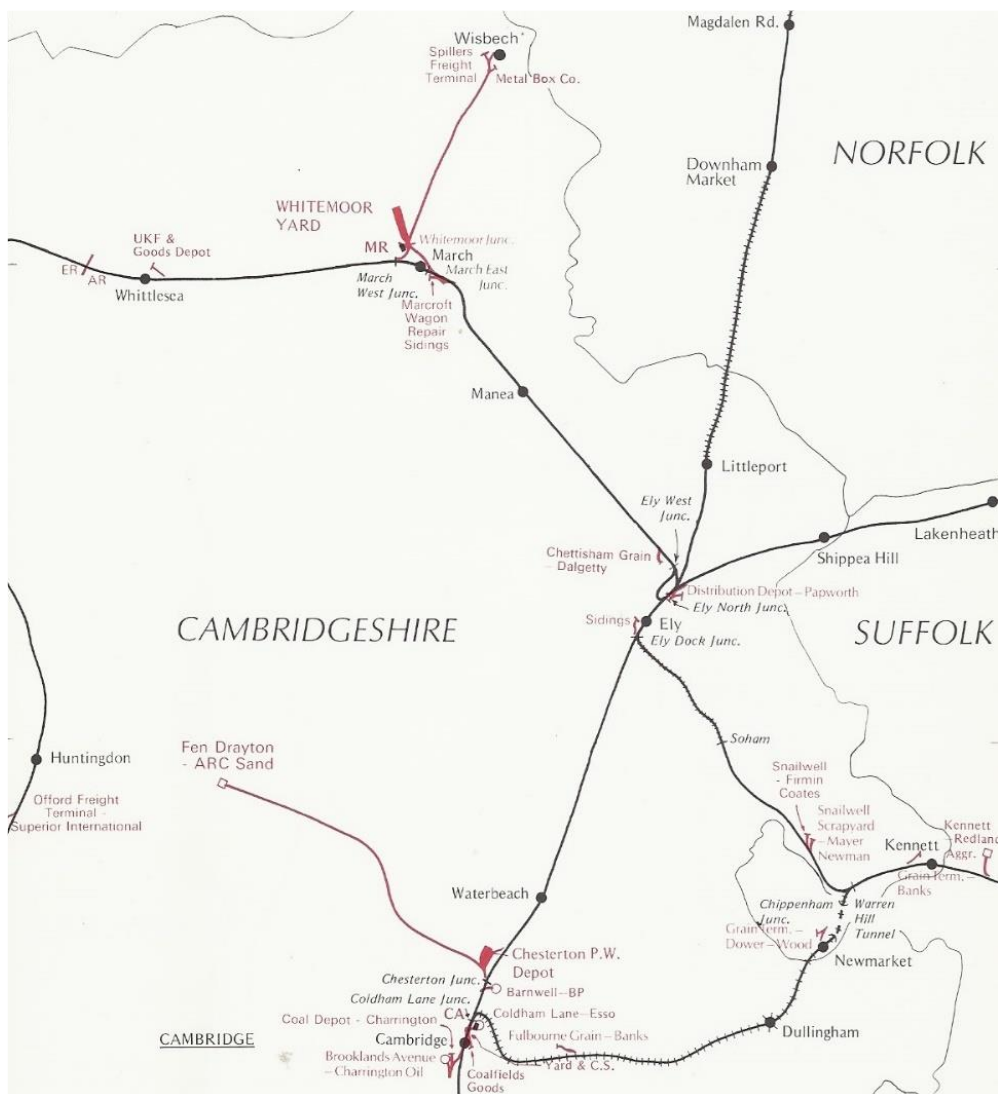 Magdalen Rd.
Wisbech
Spillers
Freight
Terminal
Metal Box Co.
NORFOLK
Downham
Market
WHITEMOOR
YARD
MR
Whitemoor Junc.
UKF &
Goods Depot
ER
AR
Whittlesea
March
March East
Junc.
March
West Junc.
Marcroft
Wagon
Repair
Sidings
Manea
Littleport
Ely West
Junc.
Lakenheath
Shippea Hill
Chettisham Grain
- Dalgetty
Distribution Depot - Papworth
Ely North Junc.
Sidings
Ely
Ely Dock Junc.
CAMBRIDGESHIRE
SUFFOLK
Soham
Huntingdon
Fen Drayton
- ARC Sand
Offord Freight
Terminal -
Superior International
Snailwell
- Firmin
Coates
Snailwell
Scrapyard
- Mayer
Newman
Kennett
Kennett
- Redland
Aggr.
Grain Term. -
Banks
Waterbeach
Chippenham
Junc.
Warren
Hill
Tunnel
Grain Term. -
Dower-Wood
Newmarket
Chesterton P.W.
Depot
Chesterton Junc.
Barnwell-BP
Coldham Lane Junc.
CA
Coldham Lane-Esso
Coal Depot - Charrington
CAMBRIDGE
Cambridge
Fulbourne Grain-Banks
Dullingham
Brooklands Avenue
- Charrington Oil
Yard & C.S.
Coalfields
Goods